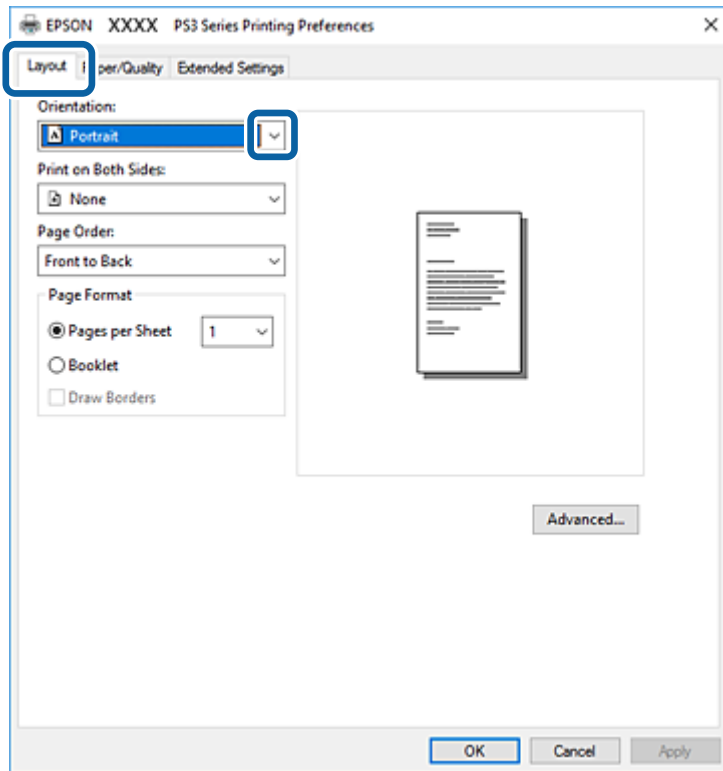 EPSON XXXX PS3 Series Printing Preferences
Layout per/Quality Extended Settings
Orientation:
A Portrait
Print on Both Sides:
None
Page Order:
Front to Back
Page Format
Pages per Sheet 1
Booklet
Draw Borders
Advanced...
OK Cancel Apply